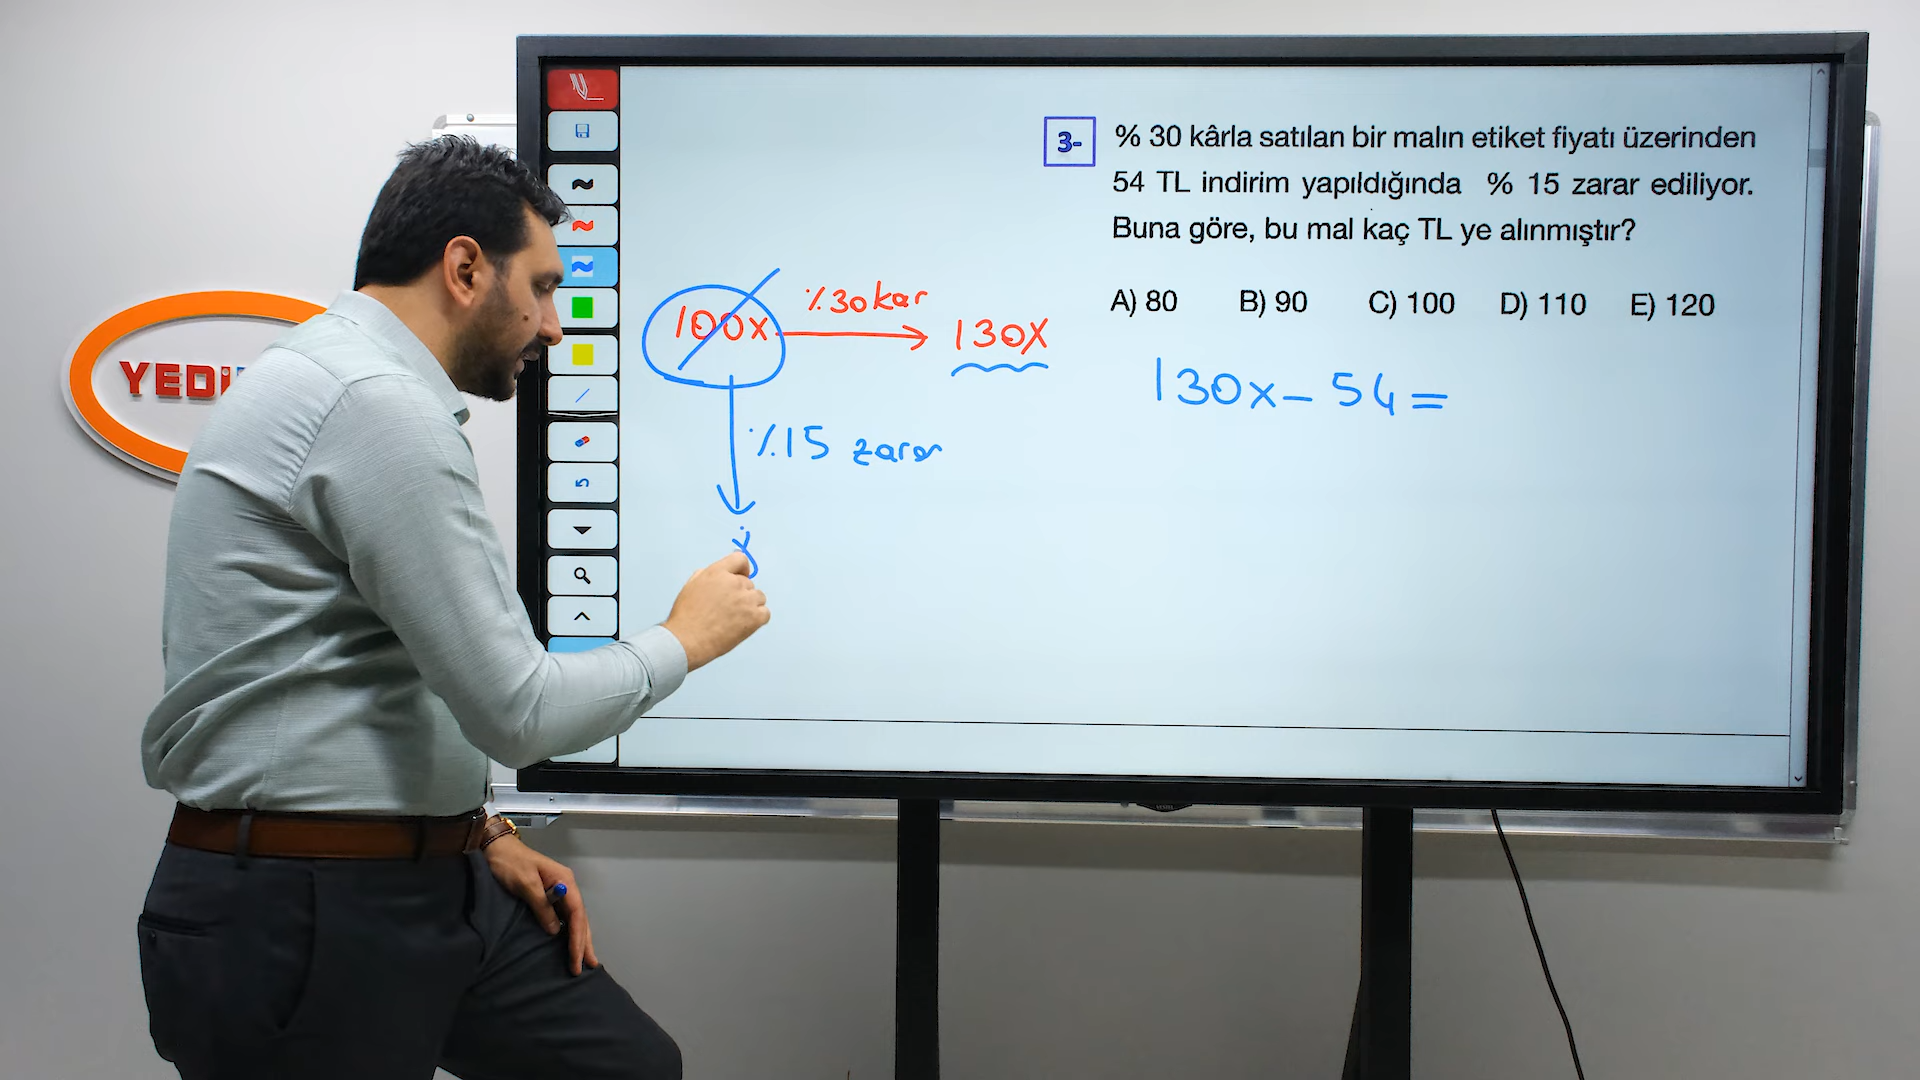 YEDİ
3- % 30 kârla satılan bir malın etiket fiyatı üzerinden
54 TL indirim yapıldığında % 15 zarar ediliyor.
Buna göre, bu mal kaç TL ye alınmıştır?
A) 80 B) 90 C) 100 D) 110 E) 120
100x %30 kar 130x
130x - 54 =
%15 zarar